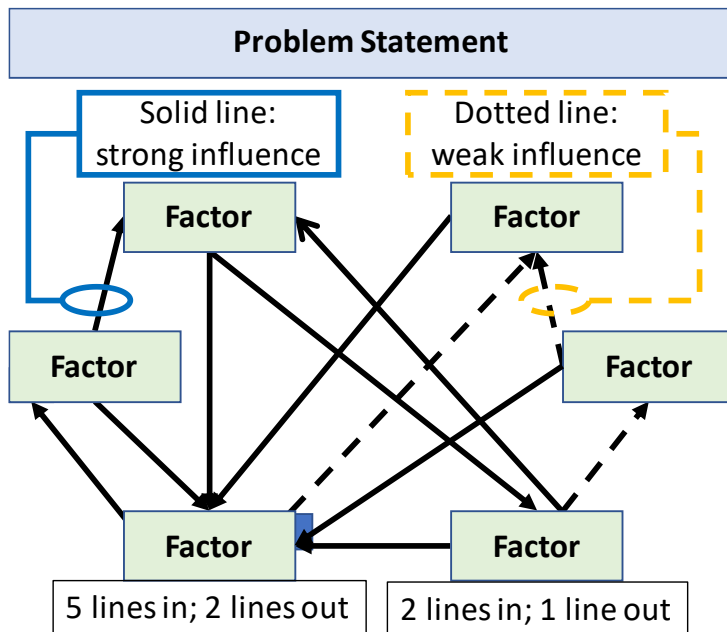 Problem Statement
Solid line:
strong influence
Dotted line:
weak influence
Factor
Factor
Factor
Factor
Factor
Factor
5 lines in; 2 lines out
2 lines in; 1 line out